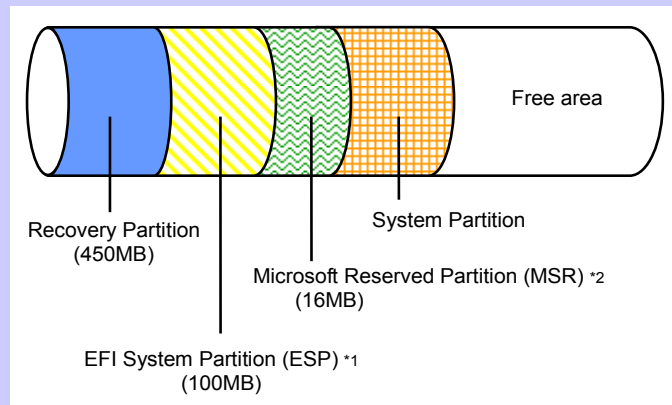 Free area
System Partition
Recovery Partition
(450MB)
Microsoft Reserved Partition (MSR) *2
(16MB)
EFI System Partition (ESP) *1
(100MB)